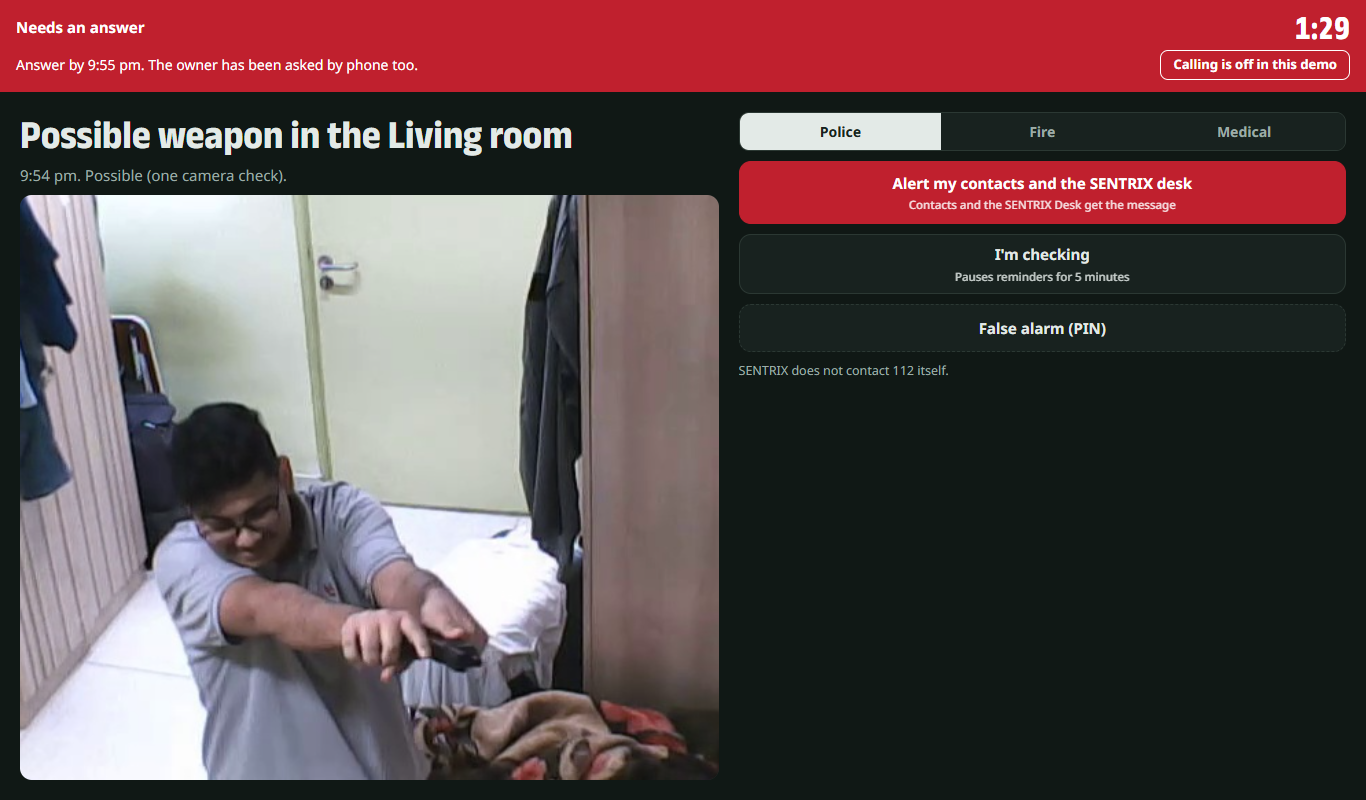 Needs an answer
1:29
Answer by 9:55 pm. The owner has been asked by phone too.
Calling is off in this demo
Possible weapon in the Living room
9:54 pm. Possible (one camera check).
Police
Fire
Medical
Alert my contacts and the SENTRIX desk
Contacts and the SENTRIX Desk get the message
I'm checking
Pauses reminders for 5 minutes
False alarm (PIN)
SENTRIX does not contact 112 itself.